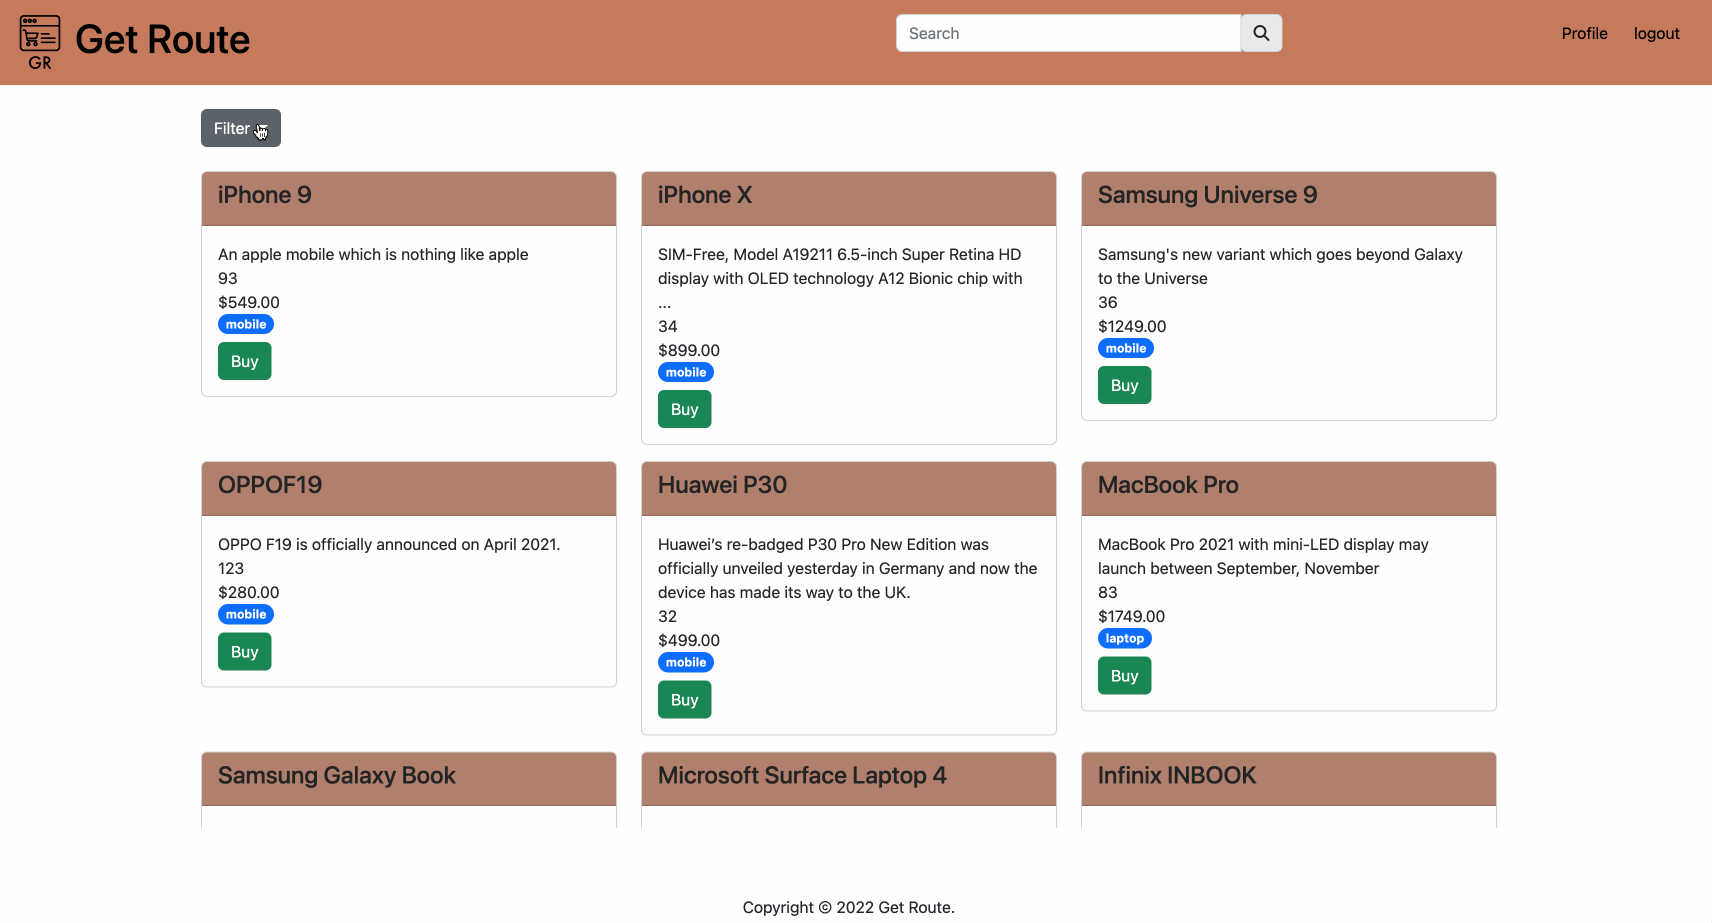 GR
Get Route
Search
Profile
logout
Filter
iPhone 9
An apple mobile which is nothing like apple
93
$549.00
mobile
Buy
iPhone X
SIM-Free, Model A19211 6.5-inch Super Retina HD
display with OLED technology A12 Bionic chip with
...
34
$899.00
mobile
Buy
Samsung Universe 9
Samsung's new variant which goes beyond Galaxy
to the Universe
36
$1249.00
mobile
Buy
OPPOF19
OPPO F19 is officially announced on April 2021.
123
$280.00
mobile
Buy
Huawei P30
Huawei’s re-badged P30 Pro New Edition was
officially unveiled yesterday in Germany and now the
device has made its way to the UK.
32
$499.00
mobile
Buy
MacBook Pro
MacBook Pro 2021 with mini-LED display may
launch between September, November
83
$1749.00
laptop
Buy
Samsung Galaxy Book
Microsoft Surface Laptop 4
Infinix INBOOK
Copyright © 2022 Get Route.